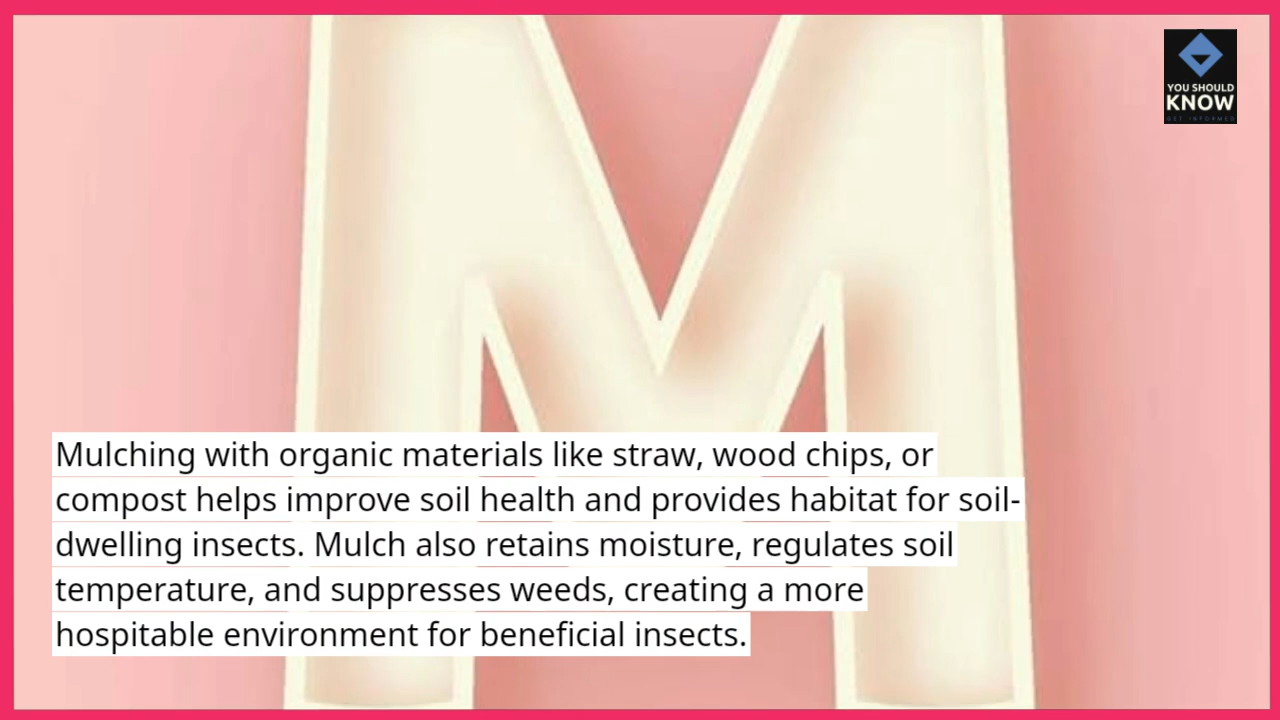 M
YOU SHOULD
KNOW
GET INFORMED
Mulching with organic materials like straw, wood chips, or
compost helps improve soil health and provides habitat for soil-
dwelling insects. Mulch also retains moisture, regulates soil
temperature, and suppresses weeds, creating a more
hospitable environment for beneficial insects.